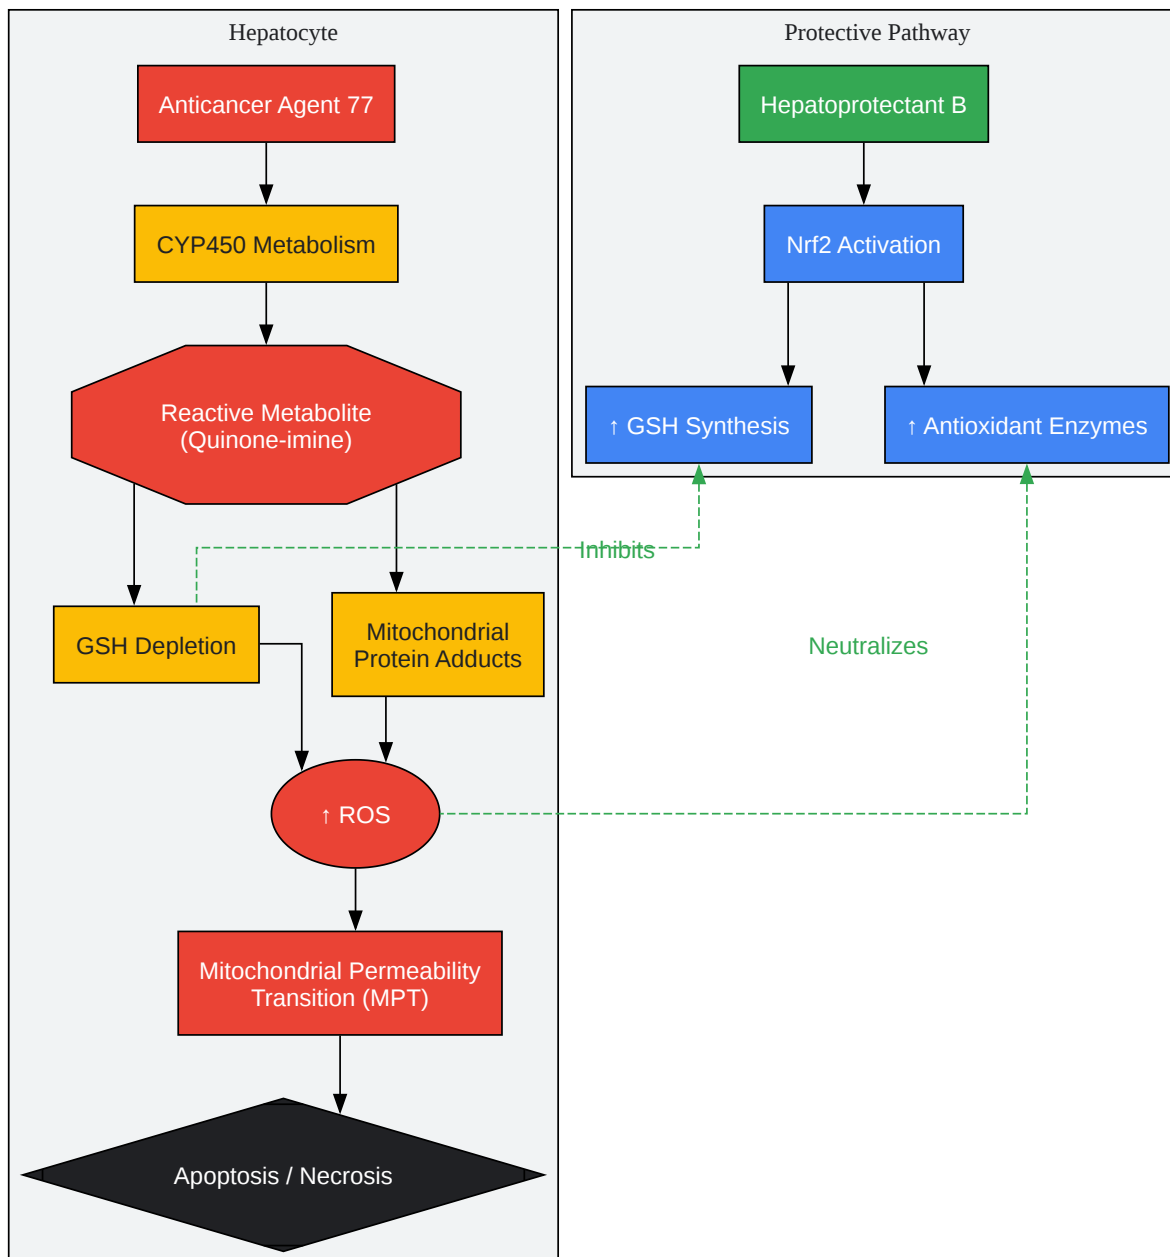 Hepatocyte
Anticancer Agent 77
CYP450 Metabolism
Reactive Metabolite
(Quinone-imine)
GSH Depletion
Mitochondrial
Protein Adducts
↑ ROS
Mitochondrial Permeability
Transition (MPT)
Apoptosis / Necrosis
Protective Pathway
Hepatoprotectant B
Nrf2 Activation
↑ GSH Synthesis
↑ Antioxidant Enzymes
Inhibits
Neutralizes